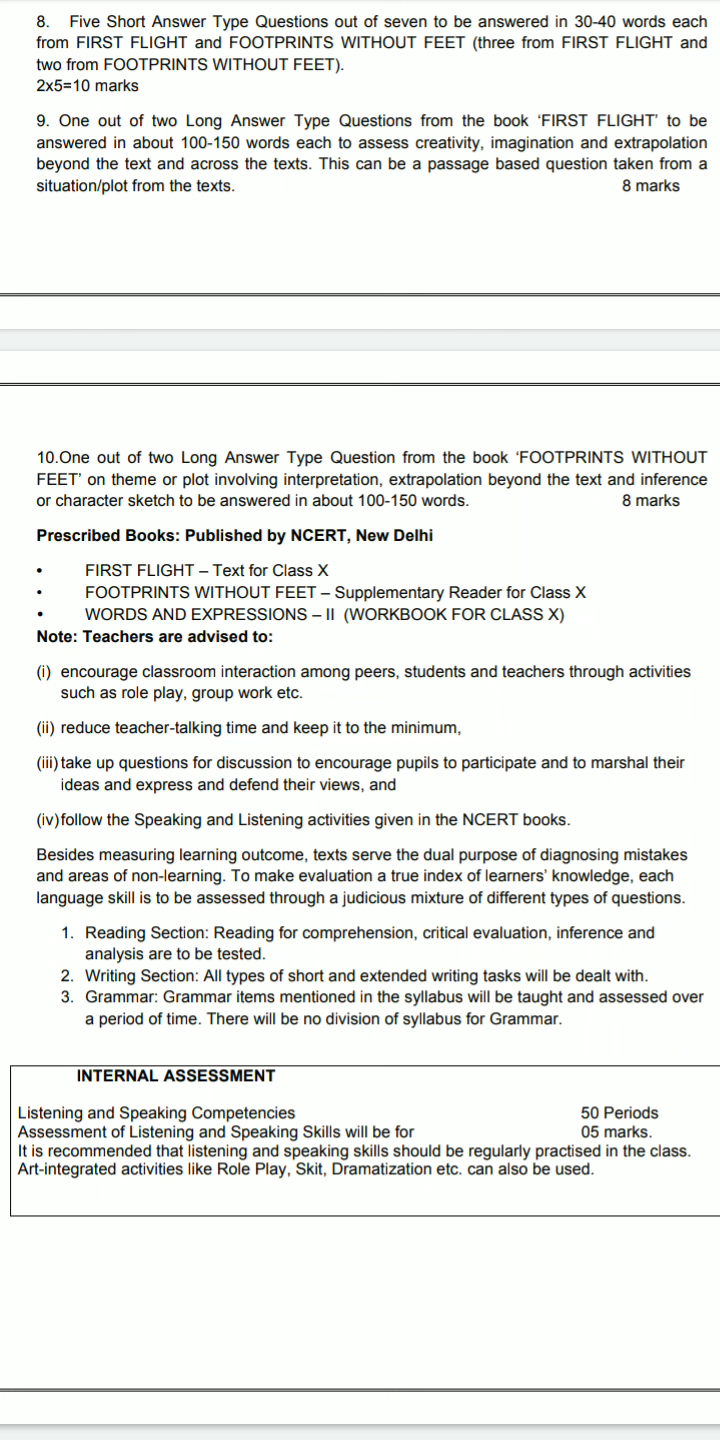 8. Five Short Answer Type Questions out of seven to be answered in 30-40 words each
from FIRST FLIGHT and FOOTPRINTS WITHOUT FEET (three from FIRST FLIGHT and
two from FOOTPRINTS WITHOUT FEET).
2x5=10 marks
9. One out of two Long Answer Type Questions from the book ‘FIRST FLIGHT’ to be
answered in about 100-150 words each to assess creativity, imagination and extrapolation
beyond the text and across the texts. This can be a passage based question taken from a
situation/plot from the texts. 8 marks
10.One out of two Long Answer Type Question from the book ‘FOOTPRINTS WITHOUT
FEET’ on theme or plot involving interpretation, extrapolation beyond the text and inference
or character sketch to be answered in about 100-150 words. 8 marks
Prescribed Books: Published by NCERT, New Delhi
• FIRST FLIGHT – Text for Class X
• FOOTPRINTS WITHOUT FEET – Supplementary Reader for Class X
• WORDS AND EXPRESSIONS – II (WORKBOOK FOR CLASS X)
Note: Teachers are advised to:
(i) encourage classroom interaction among peers, students and teachers through activities
such as role play, group work etc.
(ii) reduce teacher-talking time and keep it to the minimum,
(iii) take up questions for discussion to encourage pupils to participate and to marshal their
ideas and express and defend their views, and
(iv)follow the Speaking and Listening activities given in the NCERT books.
Besides measuring learning outcome, texts serve the dual purpose of diagnosing mistakes
and areas of non-learning. To make evaluation a true index of learners’ knowledge, each
language skill is to be assessed through a judicious mixture of different types of questions.
1. Reading Section: Reading for comprehension, critical evaluation, inference and
analysis are to be tested.
2. Writing Section: All types of short and extended writing tasks will be dealt with.
3. Grammar: Grammar items mentioned in the syllabus will be taught and assessed over
a period of time. There will be no division of syllabus for Grammar.
INTERNAL ASSESSMENT
Listening and Speaking Competencies 50 Periods
Assessment of Listening and Speaking Skills will be for 05 marks.
It is recommended that listening and speaking skills should be regularly practised in the class.
Art-integrated activities like Role Play, Skit, Dramatization etc. can also be used.